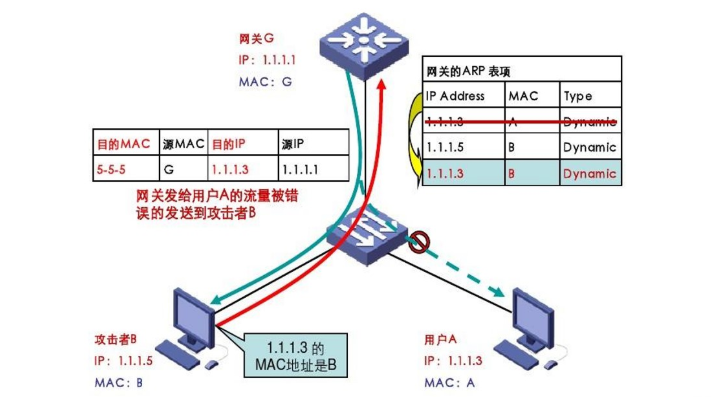 网关G
IP：1.1.1.1
MAC：G
网关的ARP 表项
IP Address MAC Type
1.1.1.3 A Dynamic
1.1.1.5 B Dynamic
1.1.1.3 B Dynamic
目的MAC 源MAC 目的IP 源IP
5-5-5 G 1.1.1.3 1.1.1.1
网关发给用户A的流量被错
误的发送到攻击者B
攻击者B
IP：1.1.1.5
MAC：B
1.1.1.3 的
MAC地址是B
用户A
IP：1.1.1.3
MAC：A